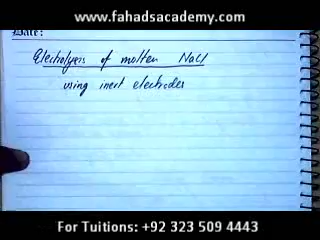 www.fahadsacademy.com
Date:
Electrolysis of molten NaCl
using inert electrodes
For Tuitions: +92 323 509 4443